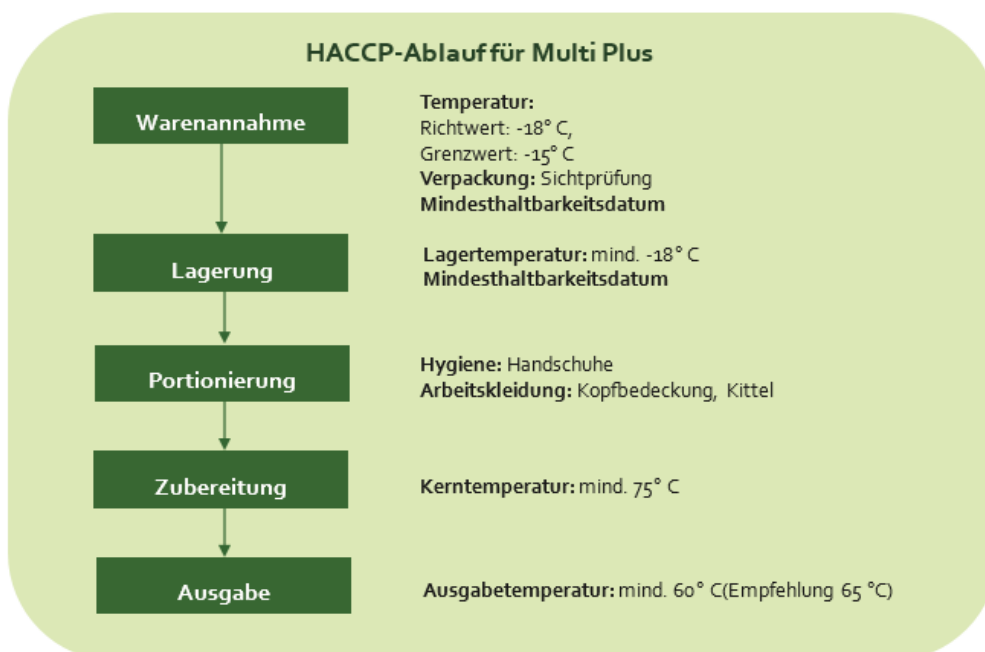 HACCP-Ablauf für Multi Plus
Warenannahme
Temperatur:
Richtwert: -18° C,
Grenzwert: -15° C
Verpackung: Sichtprüfung
Mindesthaltbarkeitsdatum
Lagerung
Lagertemperatur: mind. -18° C
Mindesthaltbarkeitsdatum
Portionierung
Hygiene: Handschuhe
Arbeitskleidung: Kopfbedeckung, Kittel
Zubereitung
Kerntemperatur: mind. 75° C
Ausgabe
Ausgabetemperatur: mind. 60° C(Empfehlung 65 °C)